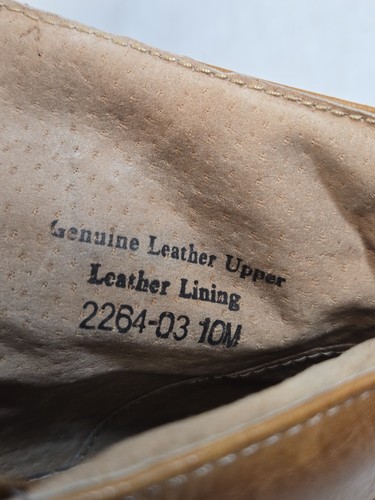 Genuine Leather Upper
Leather Lining
2264-03 10M